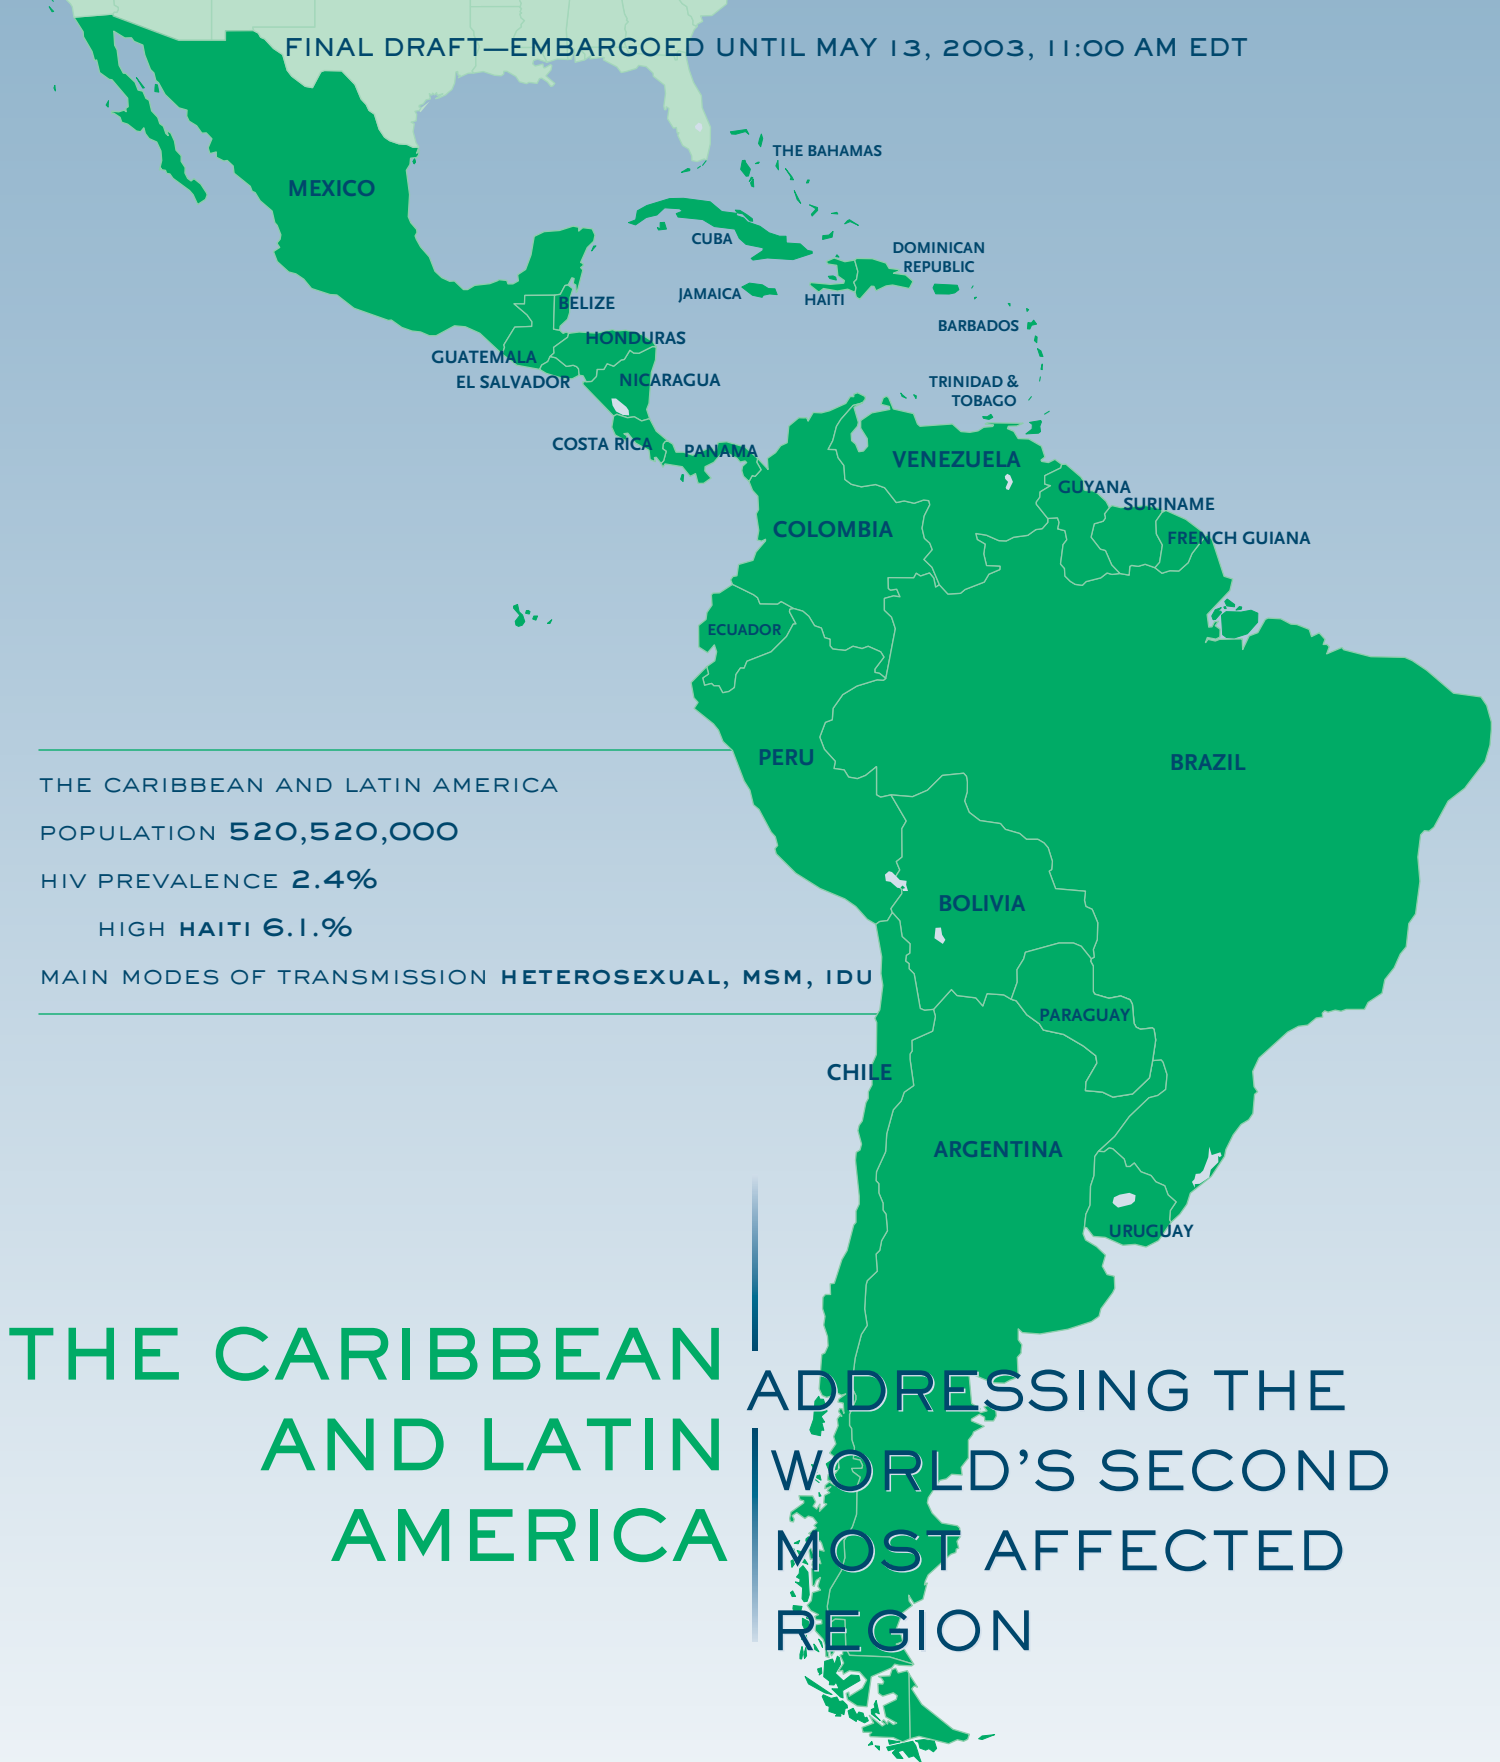 FINAL DRAFT—EMBARGOED UNTIL MAY 13, 2003, 11:00 AM EDT
THE BAHAMAS
MEXICO
CUBA
DOMINICAN
REPUBLIC
JAMAICA
HAITI
BELIZE
BARBADOS
HONDURAS
GUATEMALA
EL SALVADOR
NICARAGUA
TRINIDAD &
TOBAGO
COSTA RICA
PANAMA
VENEZUELA
GUYANA
SURINAME
COLOMBIA
FRENCH GUIANA
ECUADOR
PERU
BRAZIL
THE CARIBBEAN AND LATIN AMERICA
POPULATION 520,520,000
HIV PREVALENCE 2.4%
HIGH HAITI 6.1.%
MAIN MODES OF TRANSMISSION HETEROSEXUAL, MSM, IDU
BOLIVIA
PARAGUAY
CHILE
ARGENTINA
URUGUAY
THE CARIBBEAN
AND LATIN
AMERICA
ADDRESSING THE
WORLD’S SECOND
MOST AFFECTED
REGION